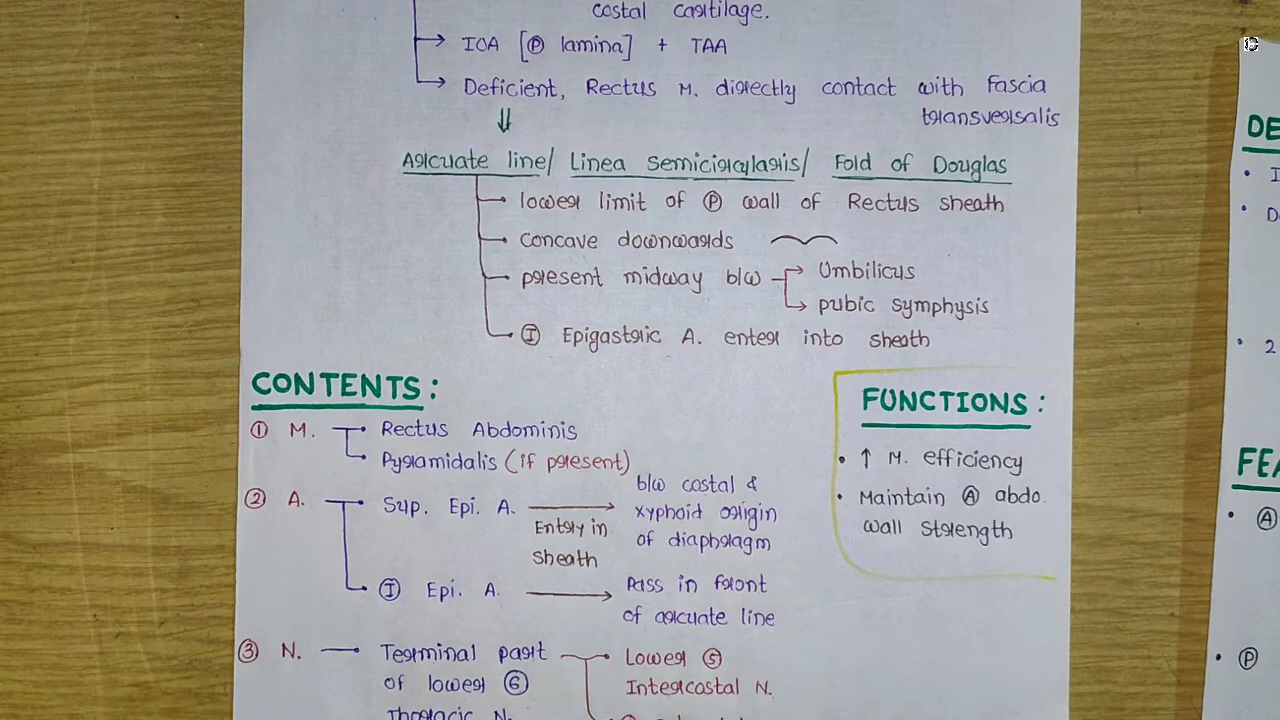 costal cartilage.
→ IOA [Ⓟ lamina] + TAA
→ Deficient, Rectus M. directly contact with fascia
transversalis
⇓
Arcuate line/ Linea semicircylaris/ Fold of Douglas
lower limit of Ⓟ wall of Rectus sheath
concave downwards
present midway b/w → Umbilicus
→ pubic symphysis
Ⓘ Epigastric A. enter into sheath
CONTENTS:
① M. Rectus Abdominis
Pyramidalis (if present)
② A. Sup. Epi. A. → b/w costal &
xyphoid origin
of diaphragm
Entry in
sheath
Ⓘ Epi. A. → Pass in front
of arcuate line
③ N. Terminal part
of lower ⑥
Thoracic N.
Lower ⑤
Intercostal N.
FUNCTIONS:
• ↑ M. efficiency
• Maintain Ⓐ abdo.
wall strength
DE
• I
• D
• 2
FEA
• Ⓐ
• Ⓟ